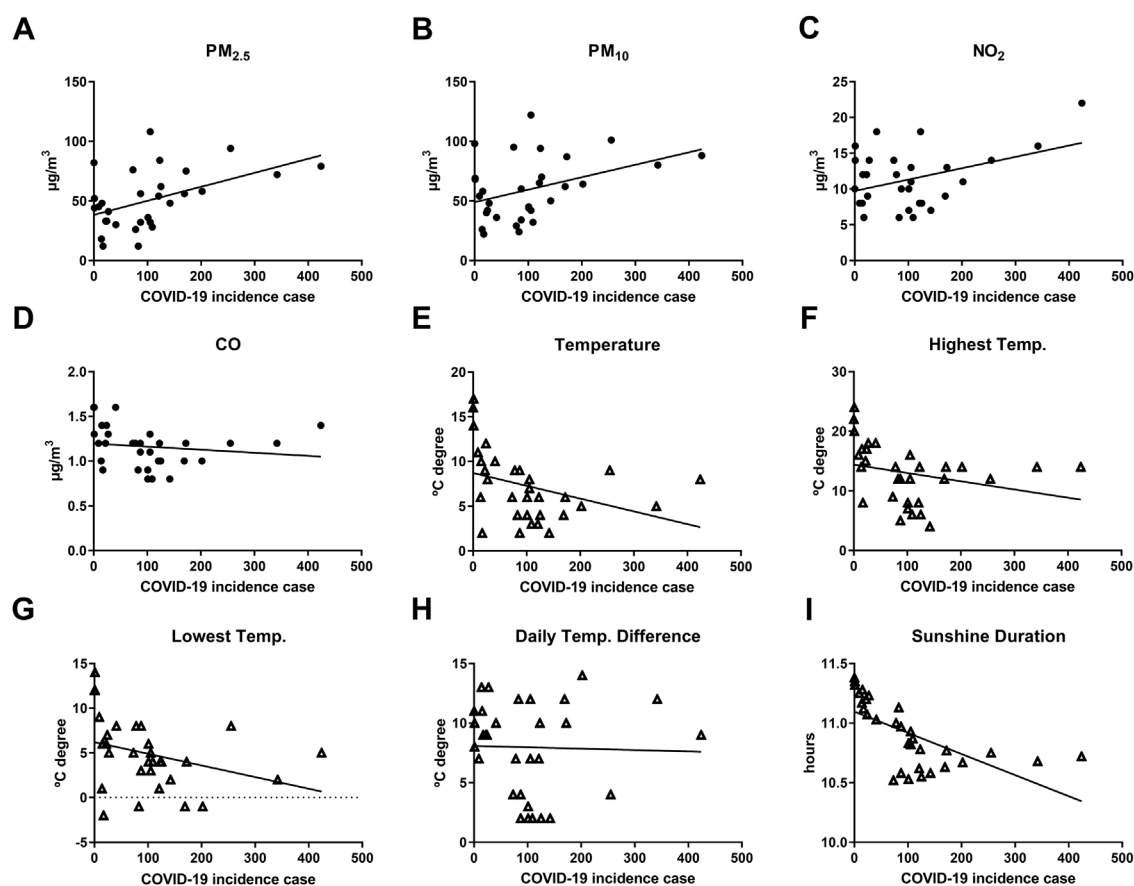 A
PM2.5
150
100
50
0
µg/m³
0 100 200 300 400 500
COVID-19 incidence case
B
PM10
150
100
50
0
µg/m³
0 100 200 300 400 500
COVID-19 incidence case
C
NO2
25
20
15
10
5
0
µg/m³
0 100 200 300 400 500
COVID-19 incidence case
D
CO
2.0
1.5
1.0
0.5
0.0
µg/m³
0 100 200 300 400 500
COVID-19 incidence case
E
Temperature
20
15
10
5
0
ºC degree
0 100 200 300 400 500
COVID-19 incidence case
F
Highest Temp.
30
20
10
0
ºC degree
0 100 200 300 400 500
COVID-19 incidence case
G
Lowest Temp.
15
10
5
0
-5
ºC degree
100 200 300 400 500
COVID-19 incidence case
H
Daily Temp. Difference
15
10
5
0
ºC degree
0 100 200 300 400 500
COVID-19 incidence case
I
Sunshine Duration
11.5
11.0
10.5
10.0
hours
0 100 200 300 400 500
COVID-19 incidence case